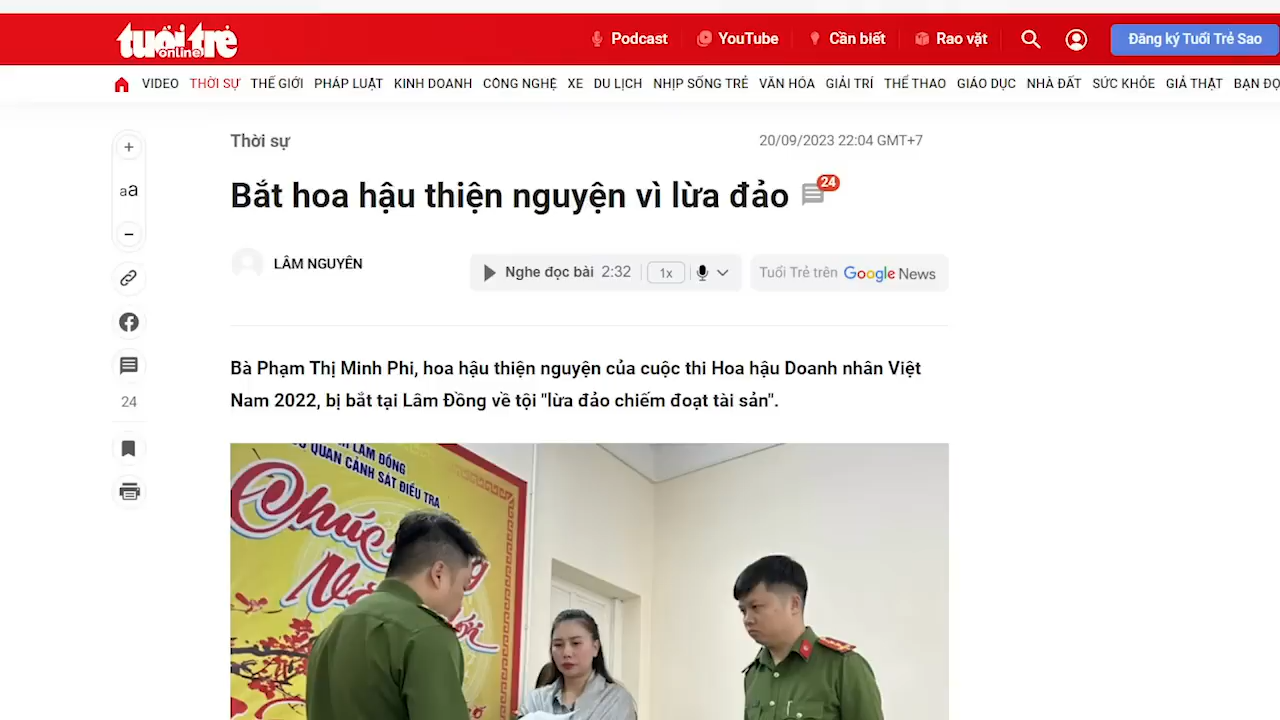 tuổi trẻ
online
Podcast
YouTube
Cần biết
Rao vặt
Đăng ký Tuổi Trẻ Sao
VIDEO THỜI SỰ THẾ GIỚI PHÁP LUẬT KINH DOANH CÔNG NGHỆ XE DU LỊCH NHỊP SỐNG TRẺ VĂN HÓA GIẢI TRÍ THỂ THAO GIÁO DỤC NHÀ ĐẤT SỨC KHỎE GIẢ THẬT BẠN ĐỌ
Thời sự
20/09/2023 22:04 GMT+7
aa
Bắt hoa hậu thiện nguyện vì lừa đảo
24
LÂM NGUYÊN
Nghe đọc bài 2:32
1x
Tuổi Trẻ trên Google News
24
Bà Phạm Thị Minh Phi, hoa hậu thiện nguyện của cuộc thi Hoa hậu Doanh nhân Việt
Nam 2022, bị bắt tại Lâm Đồng về tội "lừa đảo chiếm đoạt tài sản".
LÂM ĐỒNG
QUAN CẢNH SÁT ĐIỀU TRA
Chúc